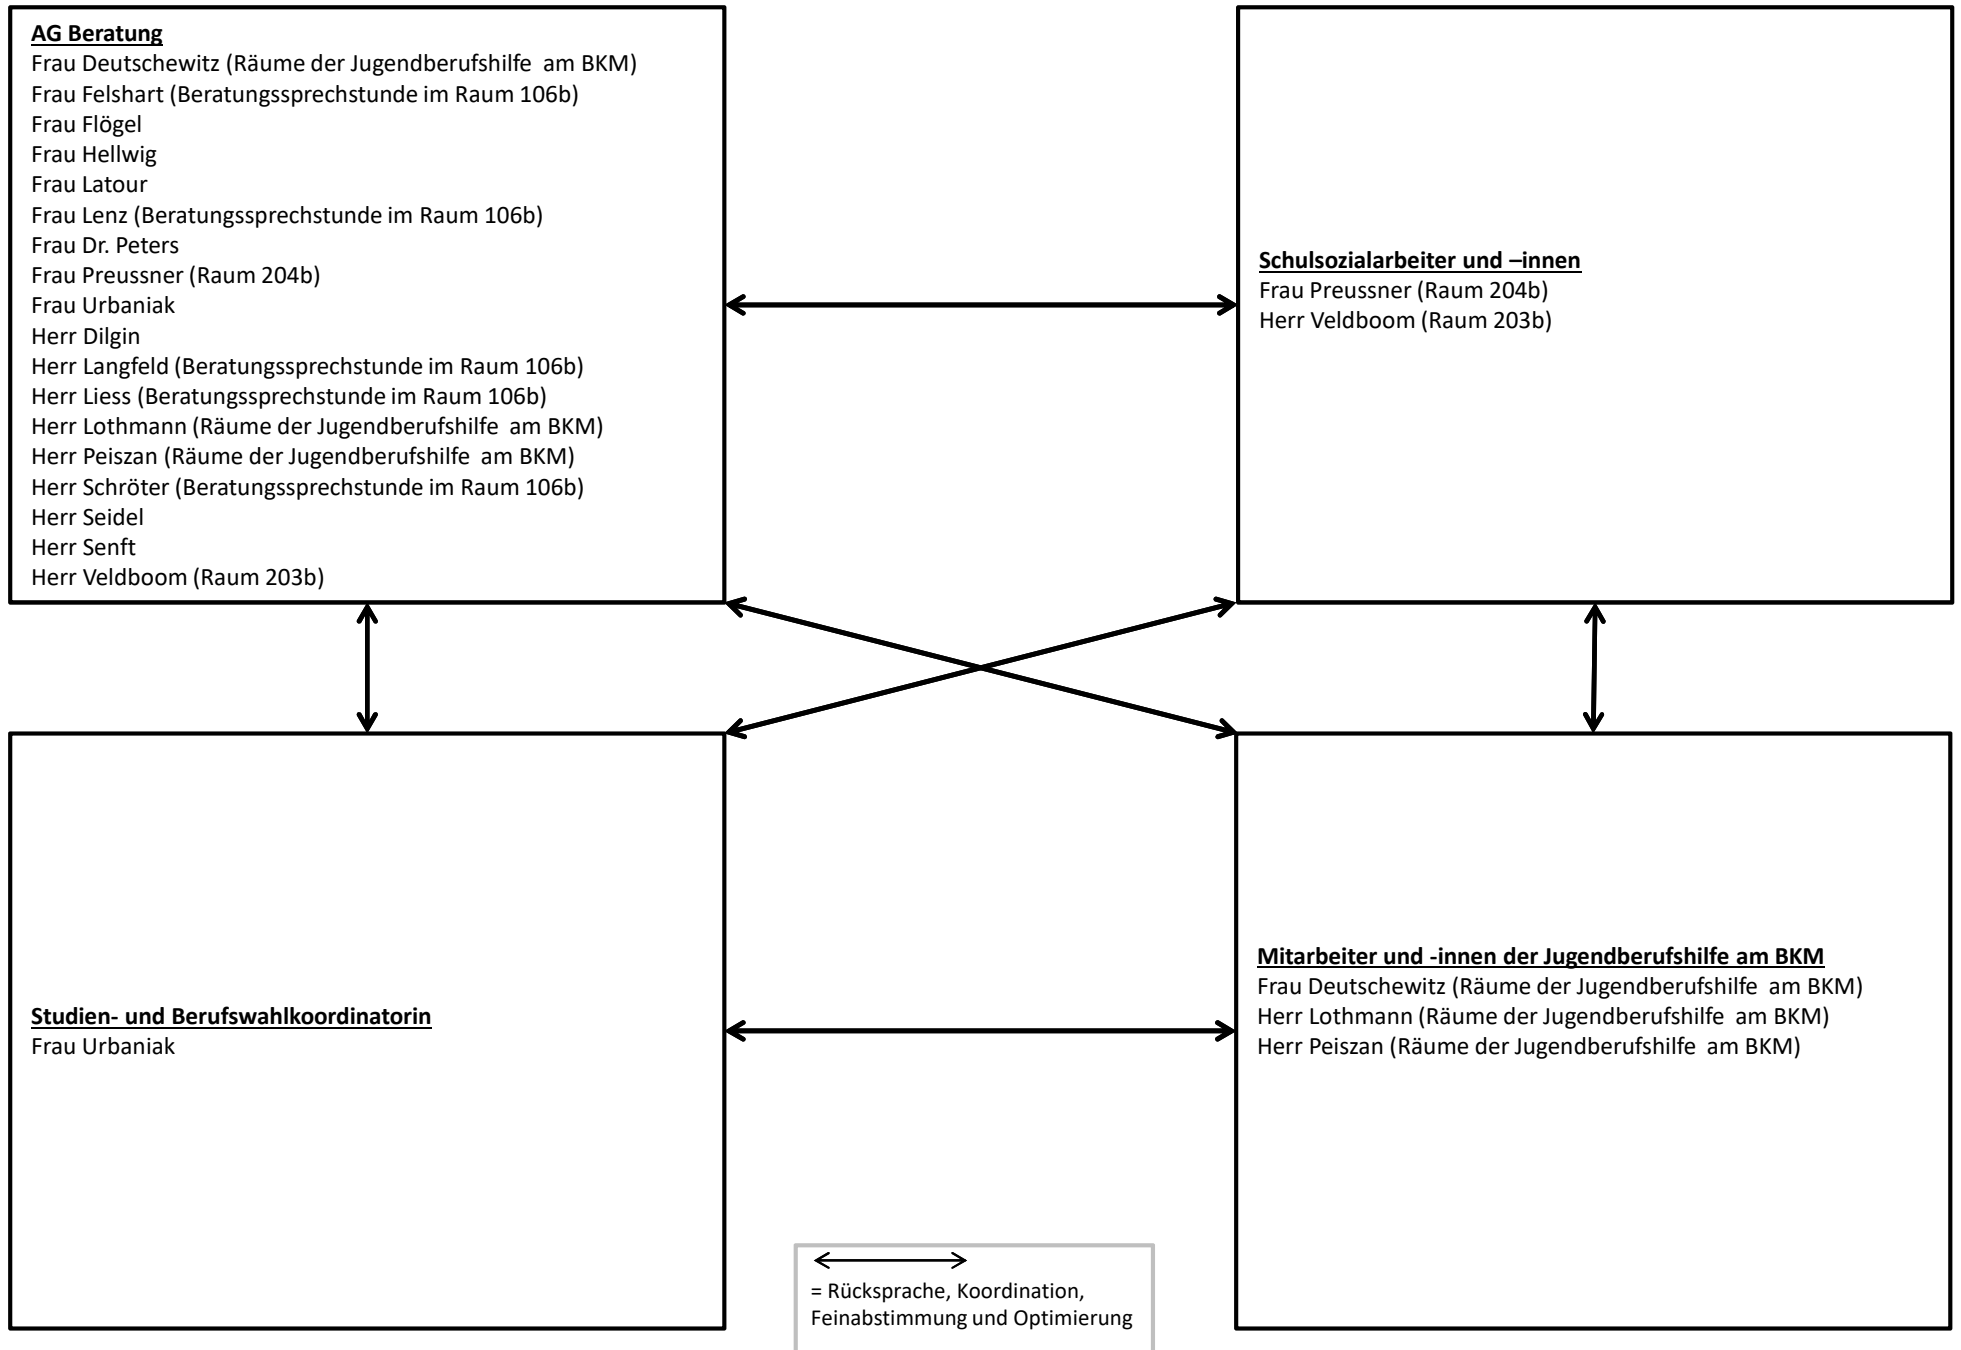 AG Beratung
Frau Deutschewitz (Räume der Jugendberufshilfe  am BKM)
Frau Felshart (Beratungssprechstunde im Raum 106b)
Frau Flögel
Frau Hellwig
Frau Latour
Frau Lenz (Beratungssprechstunde im Raum 106b)
Frau Dr. Peters
Frau Preussner (Raum 204b)
Frau Urbaniak
Herr Dilgin
Herr Langfeld (Beratungssprechstunde im Raum 106b)
Herr Liess (Beratungssprechstunde im Raum 106b)
Herr Lothmann (Räume der Jugendberufshilfe  am BKM)
Herr Peiszan (Räume der Jugendberufshilfe  am BKM)
Herr Schröter (Beratungssprechstunde im Raum 106b)
Herr Seidel
Herr Senft
Herr Veldboom (Raum 203b)
Schulsozialarbeiter und –innen
Frau Preussner (Raum 204b)
Herr Veldboom (Raum 203b)
Studien- und Berufswahlkoordinatorin
Frau Urbaniak
Mitarbeiter und -innen der Jugendberufshilfe am BKM
Frau Deutschewitz (Räume der Jugendberufshilfe  am BKM)
Herr Lothmann (Räume der Jugendberufshilfe  am BKM)
Herr Peiszan (Räume der Jugendberufshilfe  am BKM)
= Rücksprache, Koordination,
Feinabstimmung und Optimierung